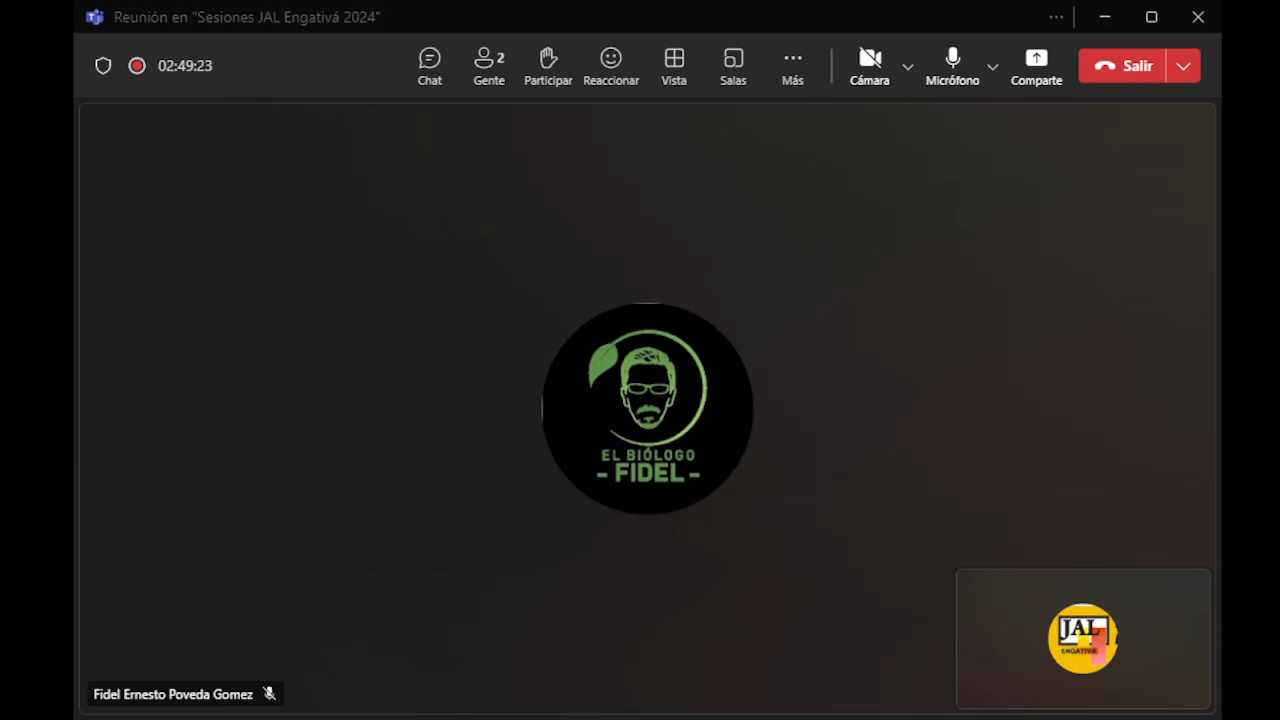 Reunión en "Sesiones JAL Engativá 2024"
02:49:23
Chat
Gente
2
Participar
Reaccionar
Vista
Salas
Más
Cámara
Micrófono
Comparte
Salir
EL BIÓLOGO
- FIDEL -
JAL
ENGATIVÁ
Fidel Ernesto Poveda Gomez